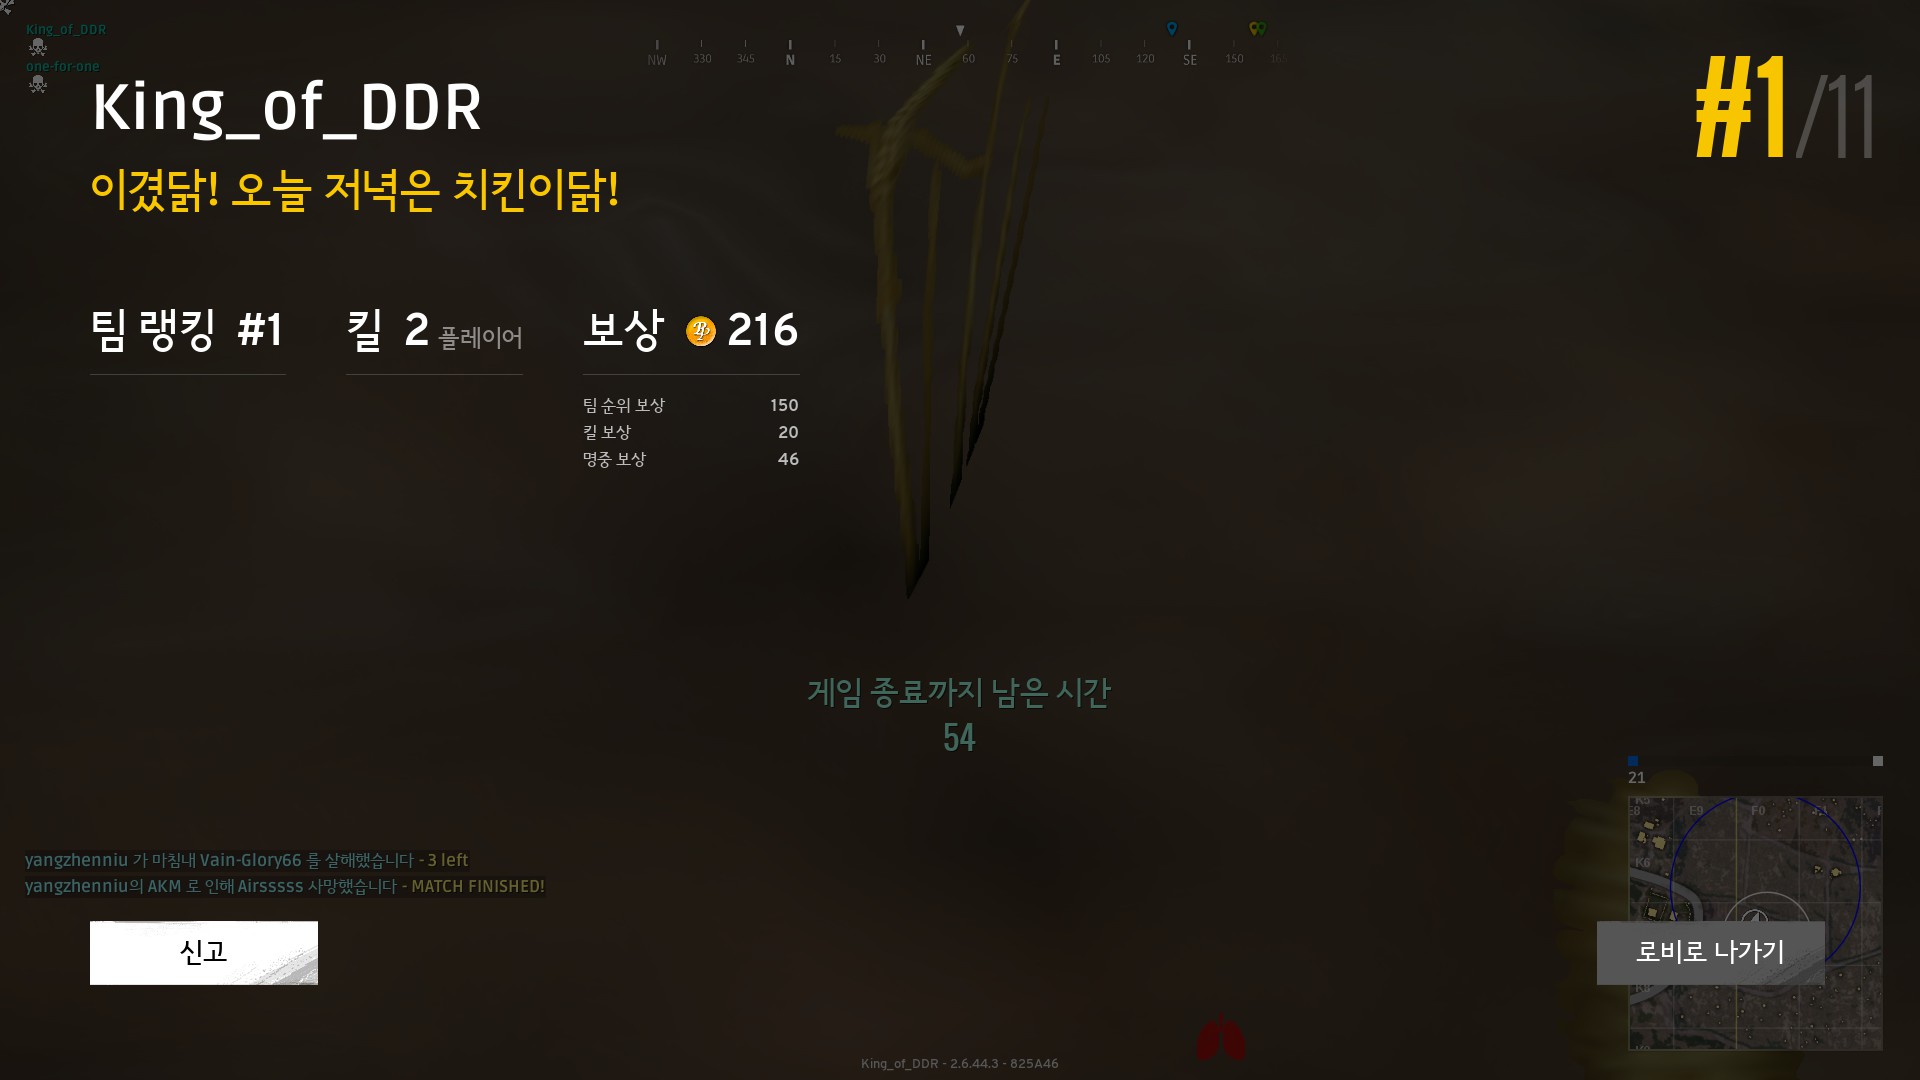 King_of_DDR
one-for-one
NW 330 345 N 15 30 NE 60 75 E 105 120 SE 150
King_of_DDR
#1/11
이겼닭! 오늘 저녁은 치킨이닭!
팀 랭킹 #1
킬 2 플레이어
보상 216
팀 순위 보상 150
킬 보상 20
명중 보상 46
게임 종료까지 남은 시간
54
21
E9 F0
K6
yangzhenniu 가 마침내 Vain-Glory66 를 살해했습니다 - 3 left
yangzhenniu의 AKM 로 인해 Airsssss 사망했습니다 - MATCH FINISHED!
신고
로비로 나가기
King_of_DDR - 2.6.44.3 - 825A46